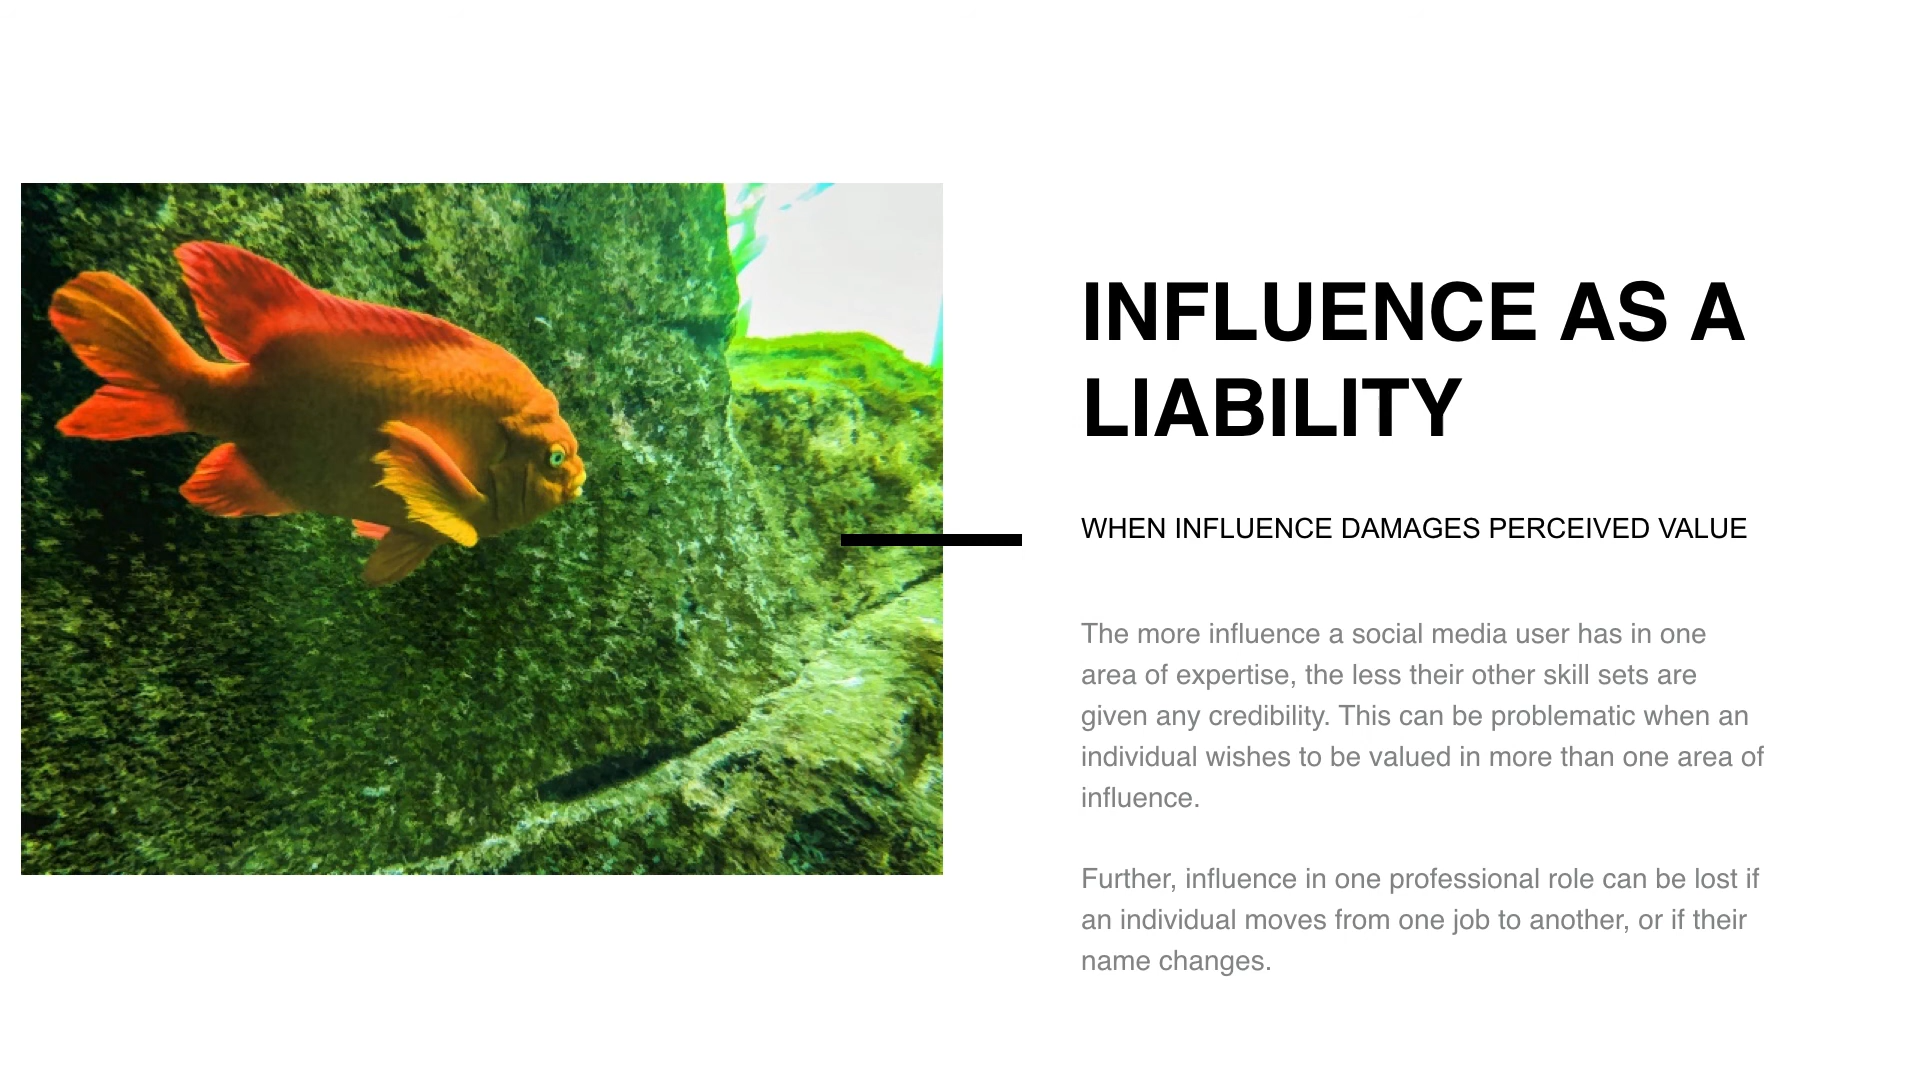 INFLUENCE AS A
LIABILITY
WHEN INFLUENCE DAMAGES PERCEIVED VALUE
The more influence a social media user has in one
area of expertise, the less their other skill sets are
given any credibility. This can be problematic when an
individual wishes to be valued in more than one area of
influence.
Further, influence in one professional role can be lost if
an individual moves from one job to another, or if their
name changes.